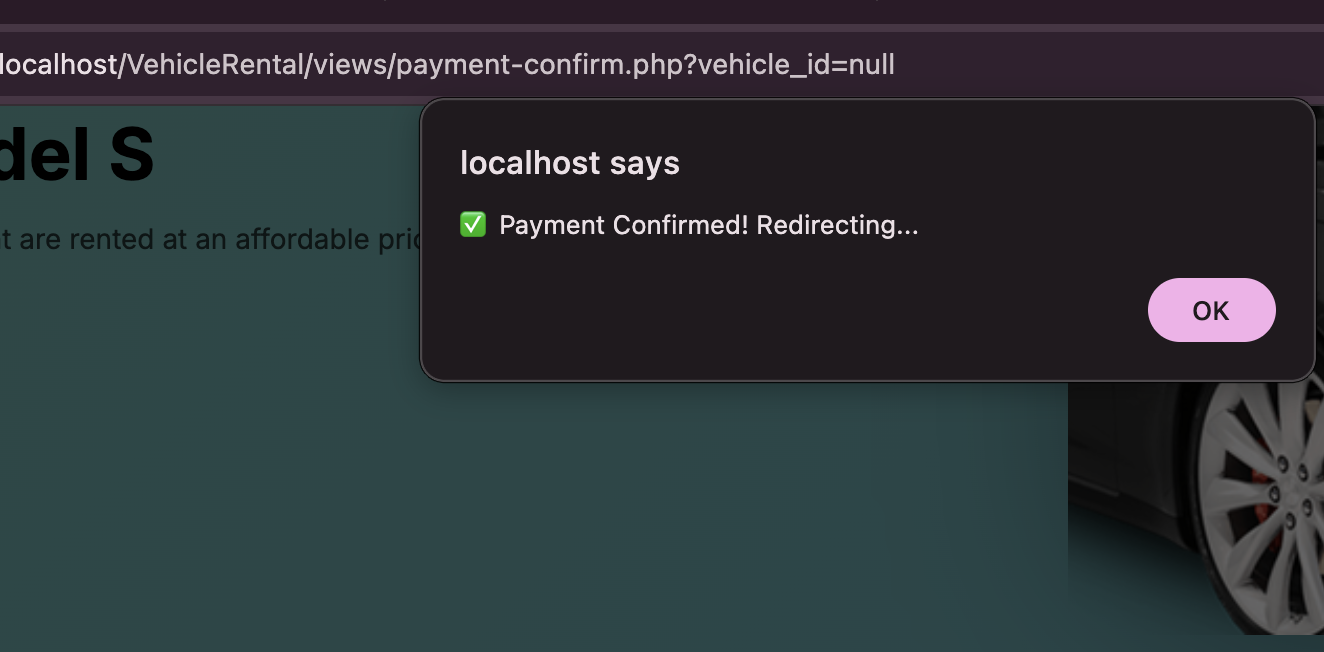 localhost/VehicleRental/views/payment-confirm.php?vehicle_id=null
del S
localhost says
✅ Payment Confirmed! Redirecting...
t are rented at an affordable pric
OK